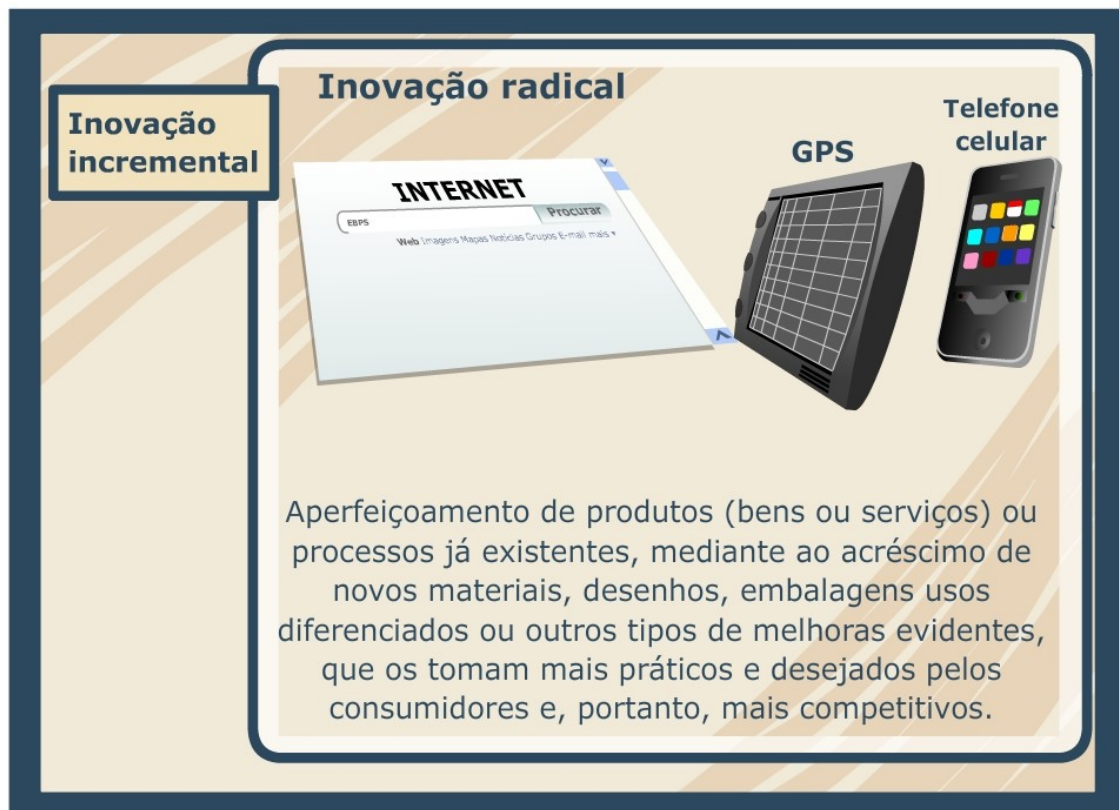 Inovação
incremental
Inovação radical
INTERNET
EBPS
Procurar
Web Imagens Mapas Notícias Grupos E-mail mais ▾
GPS
Telefone
celular
Aperfeiçoamento de produtos (bens ou serviços) ou
processos já existentes, mediante ao acréscimo de
novos materiais, desenhos, embalagens usos
diferenciados ou outros tipos de melhoras evidentes,
que os tomam mais práticos e desejados pelos
consumidores e, portanto, mais competitivos.